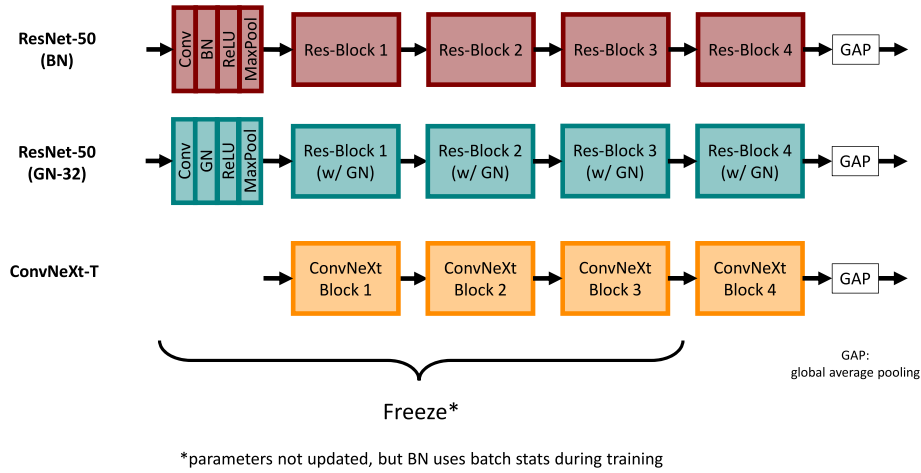 ResNet-50
(BN)
Conv
BN
ReLU
MaxPool
Res-Block 1
Res-Block 2
Res-Block 3
Res-Block 4
GAP
ResNet-50
(GN-32)
Conv
GN
ReLU
MaxPool
Res-Block 1
(w/ GN)
Res-Block 2
(w/ GN)
Res-Block 3
(w/ GN)
Res-Block 4
(w/ GN)
GAP
ConvNeXt-T
ConvNeXt
Block 1
ConvNeXt
Block 2
ConvNeXt
Block 3
ConvNeXt
Block 4
GAP
GAP:
global average pooling
Freeze*
*parameters not updated, but BN uses batch stats during training